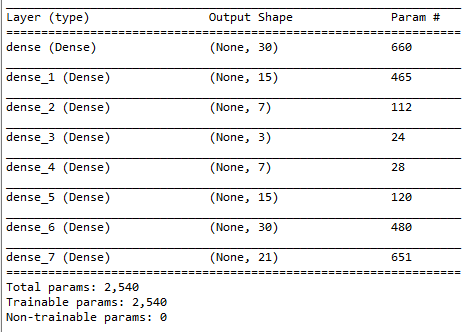 Layer (type) Output Shape Param #
dense (Dense) (None, 30) 660
dense_1 (Dense) (None, 15) 465
dense_2 (Dense) (None, 7) 112
dense_3 (Dense) (None, 3) 24
dense_4 (Dense) (None, 7) 28
dense_5 (Dense) (None, 15) 120
dense_6 (Dense) (None, 30) 480
dense_7 (Dense) (None, 21) 651
Total params: 2,540
Trainable params: 2,540
Non-trainable params: 0